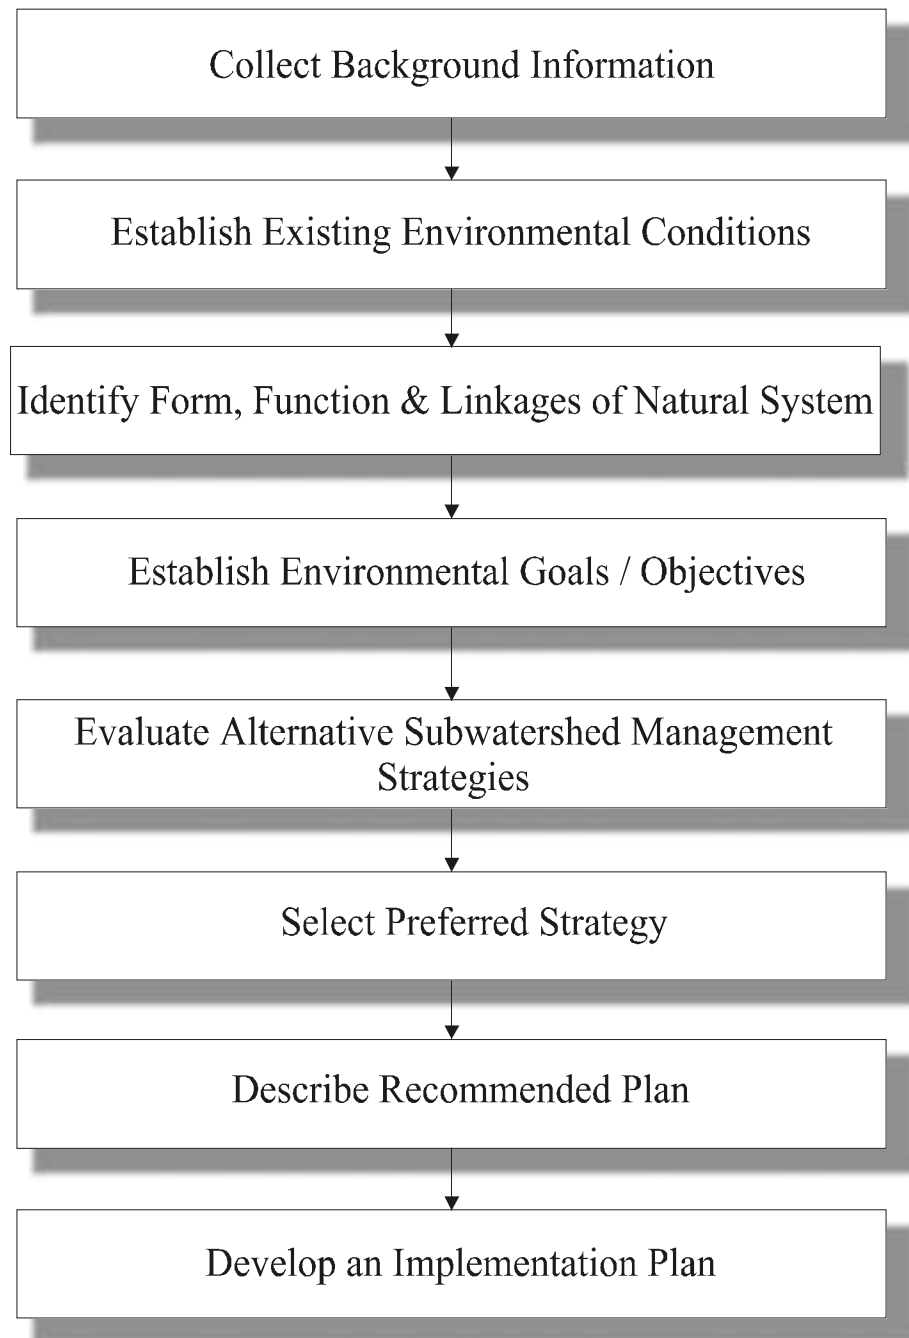 Collect Background Information
Establish Existing Environmental Conditions
Identify Form, Function & Linkages of Natural System
Establish Environmental Goals / Objectives
Evaluate Alternative Subwatershed Management
Strategies
Select Preferred Strategy
Describe Recommended Plan
Develop an Implementation Plan